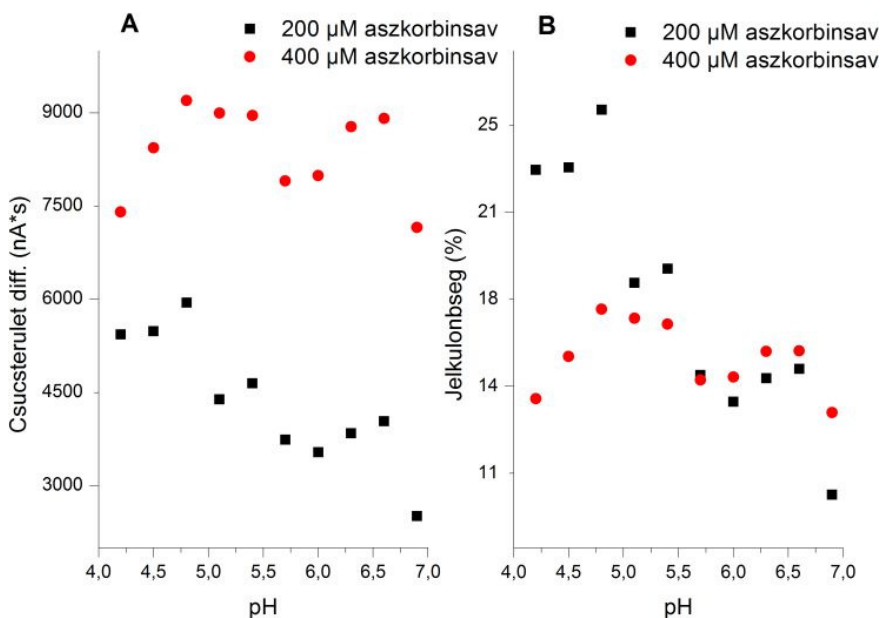 A
200 µM aszkorbinsav
400 µM aszkorbinsav
Csucsterulet diff. (nA*s)
9000
7500
6000
4500
3000
4,0 4,5 5,0 5,5 6,0 6,5 7,0
pH
B
200 µM aszkorbinsav
400 µM aszkorbinsav
Jelkulonbseg (%)
25
21
18
14
11
4,0 4,5 5,0 5,5 6,0 6,5 7,0
pH